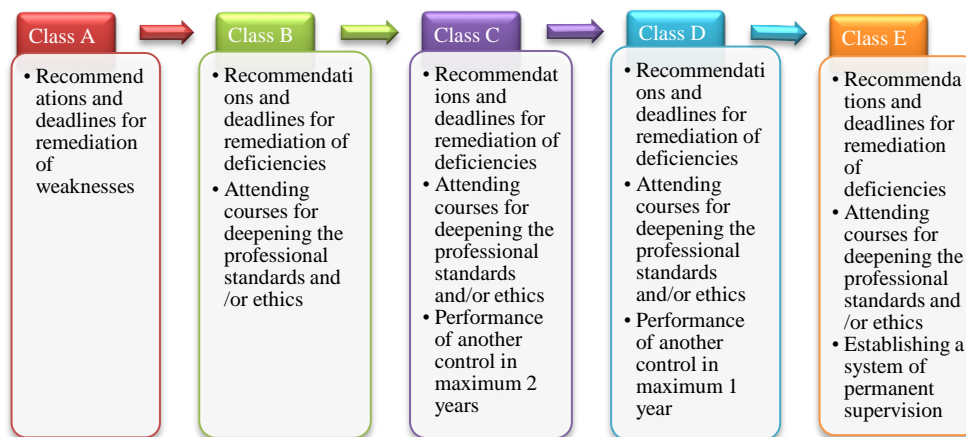 Class A
• Recommend
ations and
deadlines for
remediation
of
weaknesses
Class B
• Recommendati
ons and
deadlines for
remediation of
deficiencies
• Attending
courses for
deepening the
professional
standards and
/or ethics
Class C
• Recommendat
ions and
deadlines for
remediation of
deficiencies
• Attending
courses for
deepening the
professional
standards
and/or ethics
• Performance
of another
control in
maximum 2
years
Class D
• Recommendati
ons and
deadlines for
remediation of
deficiencies
• Attending
courses for
deepening the
professional
standards
and/or ethics
• Performance
of another
control in
maximum 1
year
Class E
• Recommenda
tions and
deadlines for
remediation
of
deficiencies
• Attending
courses for
deepening the
professional
standards and
/or ethics
• Establishing a
system of
permanent
supervision